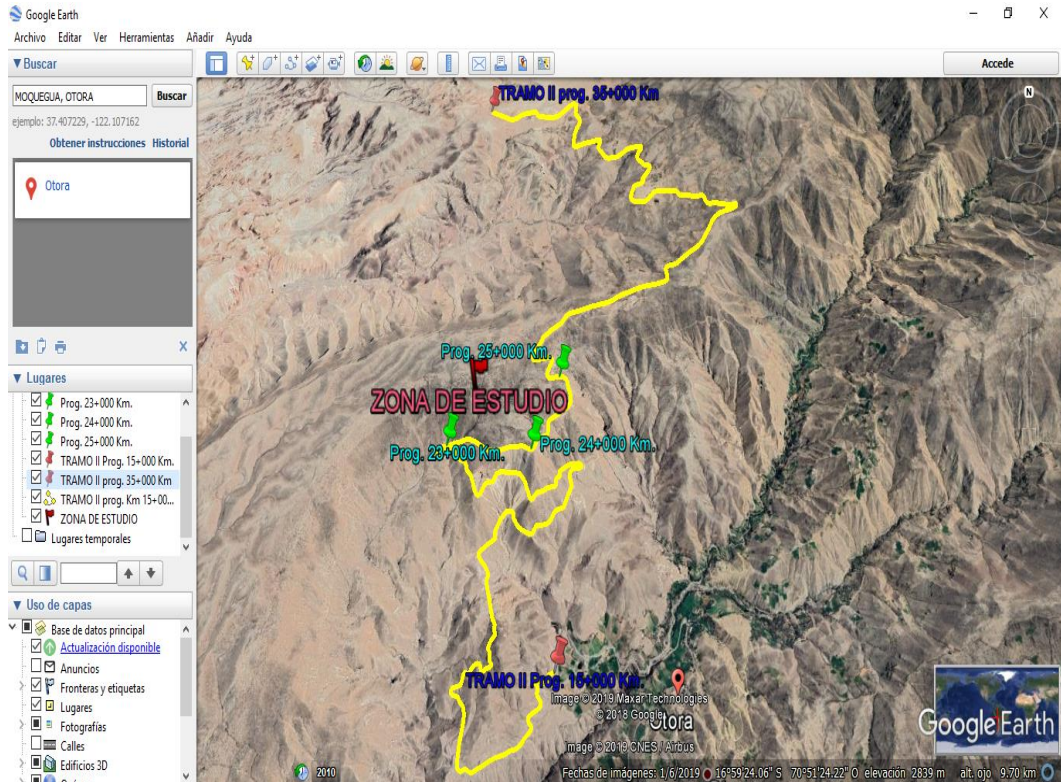 Google Earth
Archivo Editar Ver Herramientas Añadir Ayuda
▼ Buscar
MOQUEGUA, OTORA
Buscar
ejemplo: 37.407229, -122.107162
Obtener instrucciones Historial
Otora
▼ Lugares
Prog. 23+000 Km.
Prog. 24+000 Km.
Prog. 25+000 Km.
TRAMO II Prog. 15+000 Km.
TRAMO II prog. 35+000 Km
TRAMO II prog. Km 15+00...
ZONA DE ESTUDIO
Lugares temporales
▼ Uso de capas
Base de datos principal
Actualización disponible
Anuncios
Fronteras y etiquetas
Lugares
Fotografías
Calles
Edificios 3D
Accede
TRAMO II prog. 35+000 Km
N
Prog. 25+000 Km.
ZONA DE ESTUDIO
Prog. 23+000 Km.
Prog. 24+000 Km.
TRAMO II Prog. 15+000 Km.
Image © 2019 Maxar Technologies
© 2018 Google
Otora
Image © 2019 CNES / Airbus
Google Earth
2010
Fechas de imágenes: 1/6/2019 16°59'24.06" S 70°51'24.22" O elevación 2839 m alt. ojo 9.70 km